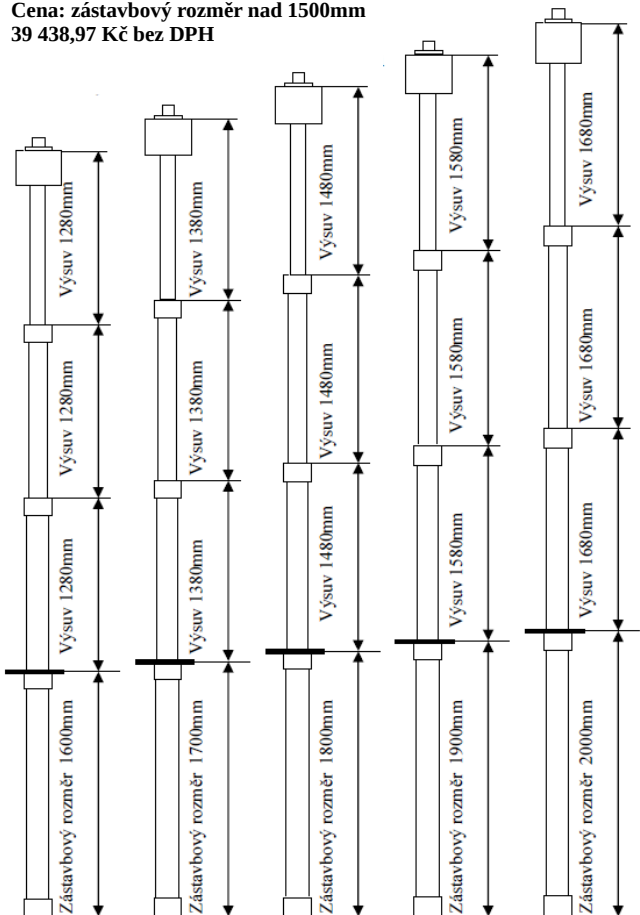 Cena: zástavbový rozměr nad 1500mm
39 438,97 Kč bez DPH
Výsuv 1280mm
Výsuv 1280mm
Výsuv 1280mm
Zástavbový rozměr 1600mm
Výsuv 1380mm
Výsuv 1380mm
Výsuv 1380mm
Zástavbový rozměr 1700mm
Výsuv 1480mm
Výsuv 1480mm
Výsuv 1480mm
Zástavbový rozměr 1800mm
Výsuv 1580mm
Výsuv 1580mm
Výsuv 1580mm
Zástavbový rozměr 1900mm
Výsuv 1680mm
Výsuv 1680mm
Výsuv 1680mm
Zástavbový rozměr 2000mm